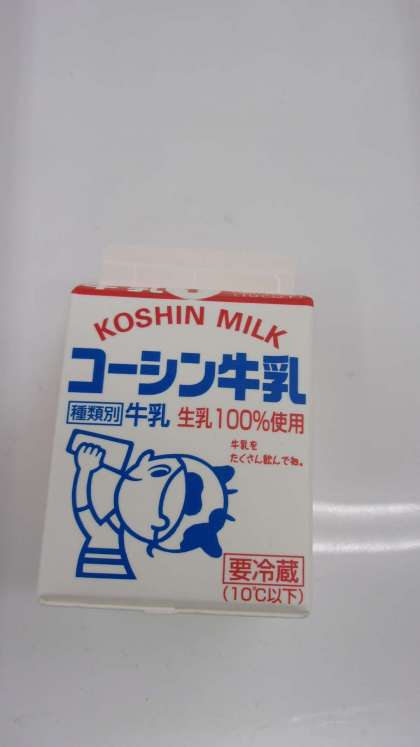 KOSHIN MILK
コーシン牛乳
種類別 牛乳 生乳100%使用
牛乳を
たくさん飲んでね。
要冷蔵
(10℃以下)